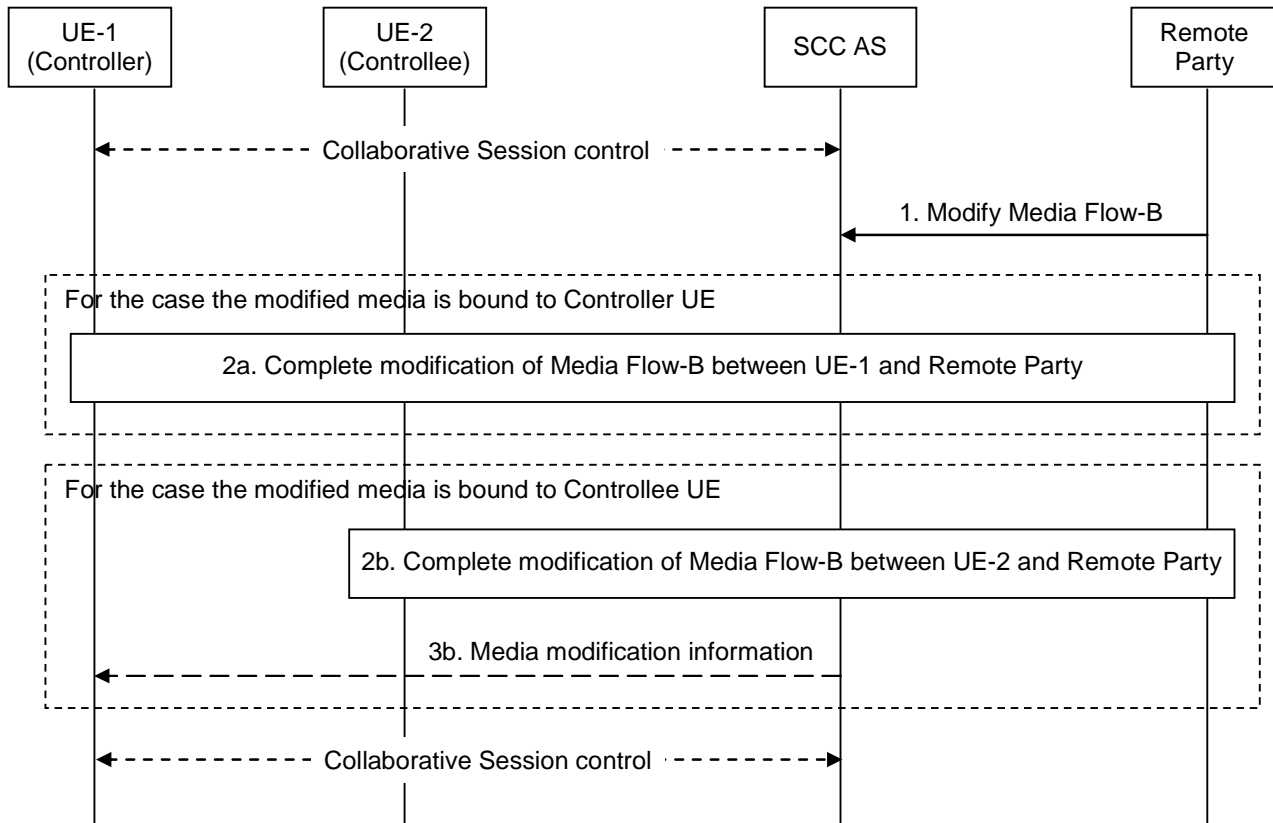 UE-1
(Controller)
UE-2
(Controllee)
SCC AS
Remote
Party
Collaborative Session control
1. Modify Media Flow-B
For the case the modified media is bound to Controller UE
2a. Complete modification of Media Flow-B between UE-1 and Remote Party
For the case the modified media is bound to Controllee UE
2b. Complete modification of Media Flow-B between UE-2 and Remote Party
3b. Media modification information
Collaborative Session control